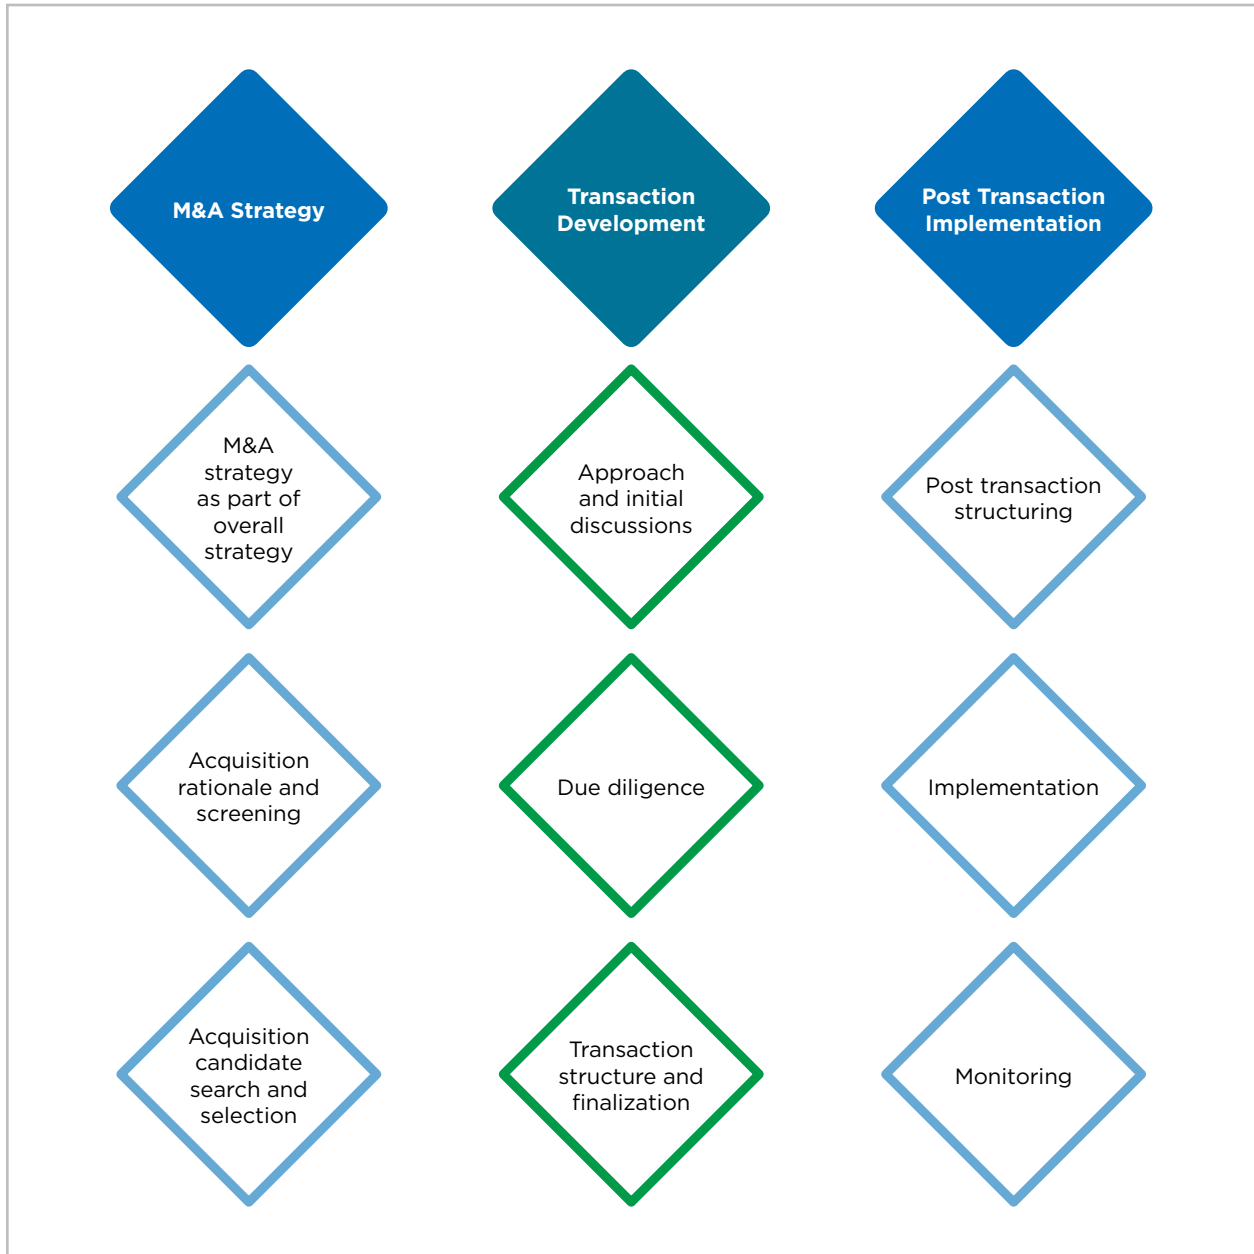 M&A Strategy
Transaction
Development
Post Transaction
Implementation
M&A
strategy
as part of
overall
strategy
Approach
and initial
discussions
Post transaction
structuring
Acquisition
rationale and
screening
Due diligence
Implementation
Acquisition
candidate
search and
selection
Transaction
structure and
finalization
Monitoring